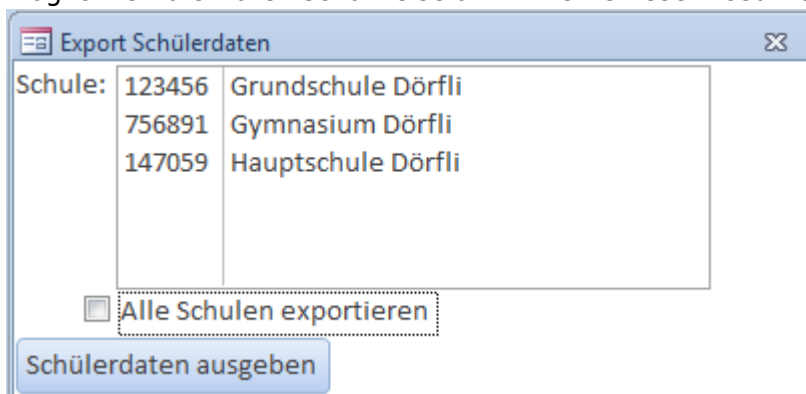 Export Schülerdaten
Schule:
123456 Grundschule Dörfli
756891 Gymnasium Dörfli
147059 Hauptschule Dörfli
Alle Schulen exportieren
Schülerdaten ausgeben